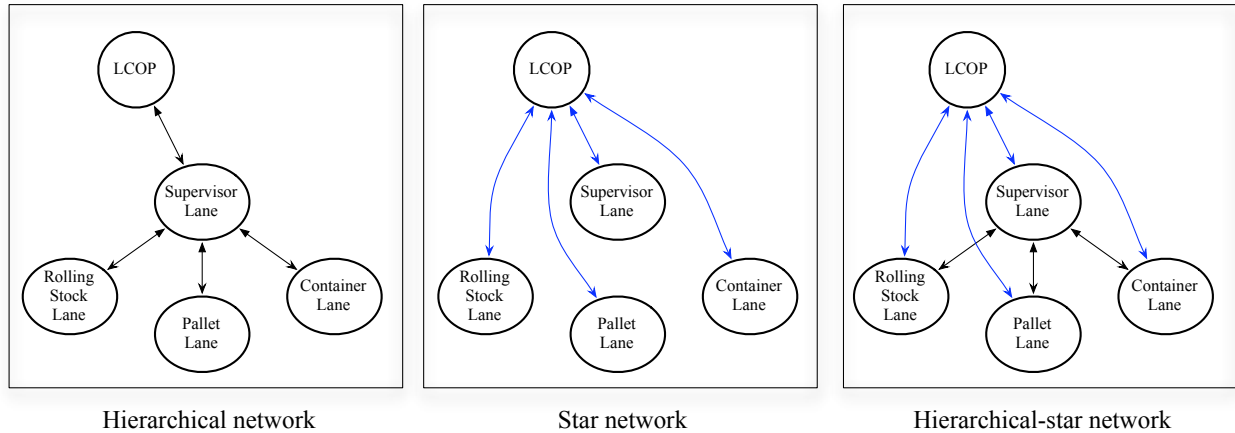 LCOP
Supervisor
Lane
Rolling
Stock
Lane
Pallet
Lane
Container
Lane
Hierarchical network
LCOP
Supervisor
Lane
Rolling
Stock Lane
Pallet
Lane
Container
Lane
Star network
LCOP
Supervisor
Lane
Rolling
Stock
Lane
Pallet
Lane
Container
Lane
Hierarchical-star network